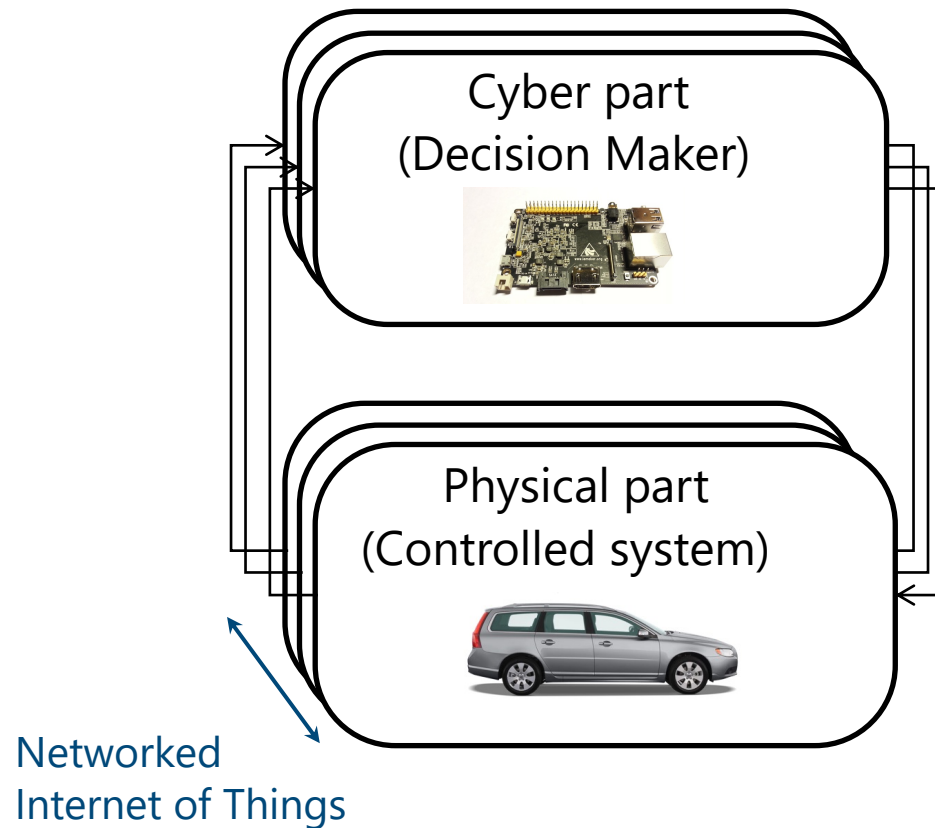 Cyber part
(Decision Maker)
Physical part
(Controlled system)
Networked
Internet of Things